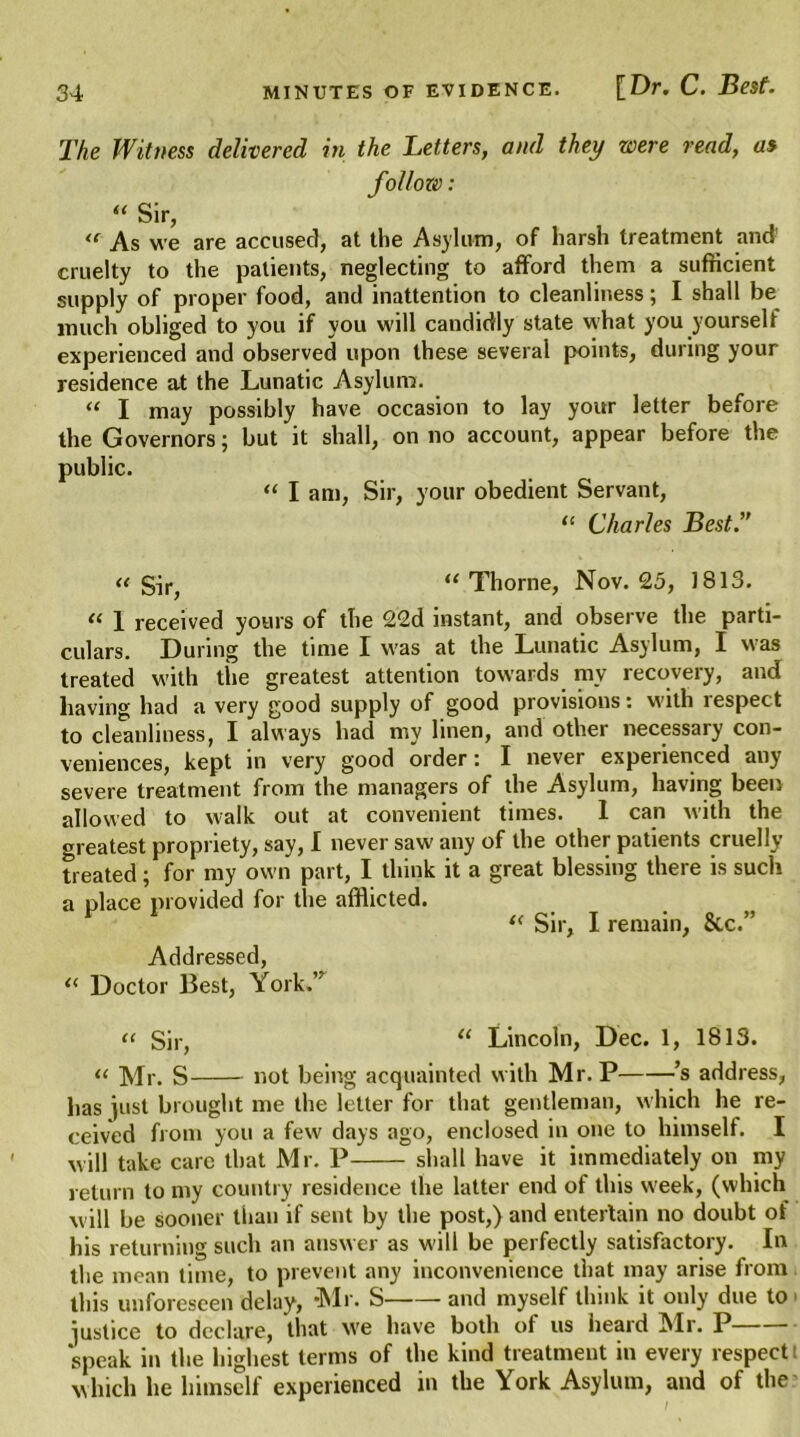 34 MINUTES OF EVIDENCE. [Dr. C. Best.
The Witness delivered in the Letters, and they were read, as
follow:
“ Sir,
“ As we are accused, at the Asylum, of harsh treatment and
cruelty to the patients, neglecting to afford them a sufficient
supply of proper food, and inattention to cleanliness; I shall be
much obliged to you if you will candidly state what you yourself
experienced and observed upon these several points, during your
residence at the Lunatic Asylum.
“ I may possibly have occasion to lay your letter before
the Governors; but it shall, on no account, appear before the
public.
“ I am, Sir, your obedient Servant,
“ Charles Best.”
“ Sir, “ Thorne, Nov. 25, 1813.
“ I received yours of the 22d instant, and observe the parti-
culars. During the time I was at the Lunatic Asylum, I was
treated with the greatest attention towards my recovery, and
having had a very good supply of good provisions: with respect
to cleanliness, I always had my linen, and other necessary con-
veniences, kept in very good order: I never experienced any
severe treatment from the managers of the Asylum, having been
allowed to walk out at convenient times. I can with the
greatest propriety, say, I never saw any of the other patients cruelly
treated; for my own part, I think it a great blessing there is such
a place provided for the afflicted.
“ Sir, I remain, &c.”
Addressed,
“ Doctor Best, York.”
“ Sir, “ Lincoln, Dec. 1, 1813.
“ Mr. S—— not being acquainted with Mr. P——’s address,
has just brought me the letter for that gentleman, which he re-
ceived from you a few days ago, enclosed in one to himself. I
will take care that Mr. P—— shall have it immediately on my
return to my country residence the latter end of this week, (which
will be sooner than if sent by the post,) and entertain no doubt of
his returning such an answer as will be perfectly satisfactory. In
the mean time, to prevent any inconvenience that may arise from
this unforeseen delay, Mr. S—— and myself think it only due to
justice to declare, that we have both of us heard Mr. P——
speak in the highest terms of the kind treatment in every respect
which he himself experienced in the York Asylum, and of the